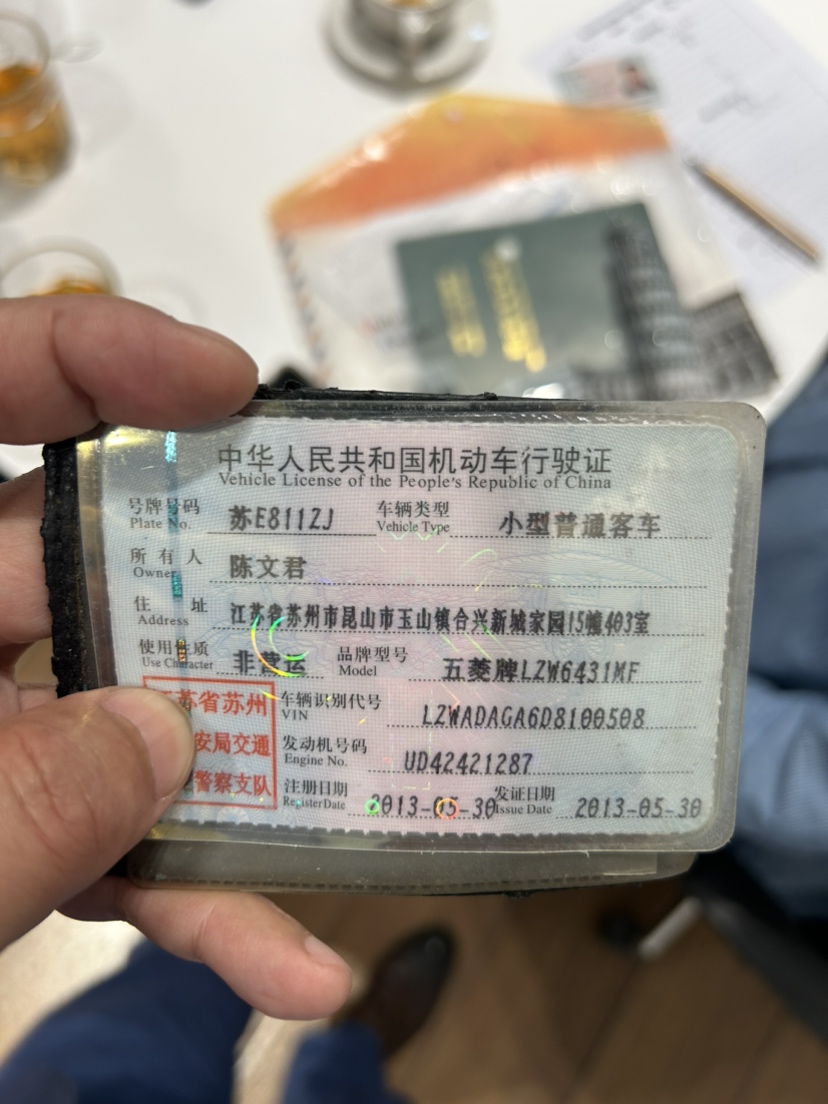 中华人民共和国机动车行驶证
Vehicle License of the People's Republic of China
号牌号码 苏E811ZJ 车辆类型 小型普通客车
Plate No. Vehicle Type
所有人 陈文君
Owner
住址 江苏省苏州市昆山市玉山镇合兴新城家园15幢403室
Address
使用性质 非营运 品牌型号 五菱牌LZW6431MF
Use Character Model
苏省苏州 车辆识别代号 LZWADAGA6D8100508
VIN
安局交通 发动机号码 UD42421287
Engine No.
警察支队 注册日期 2013-05-30 发证日期 2013-05-30
Register Date Issue Date